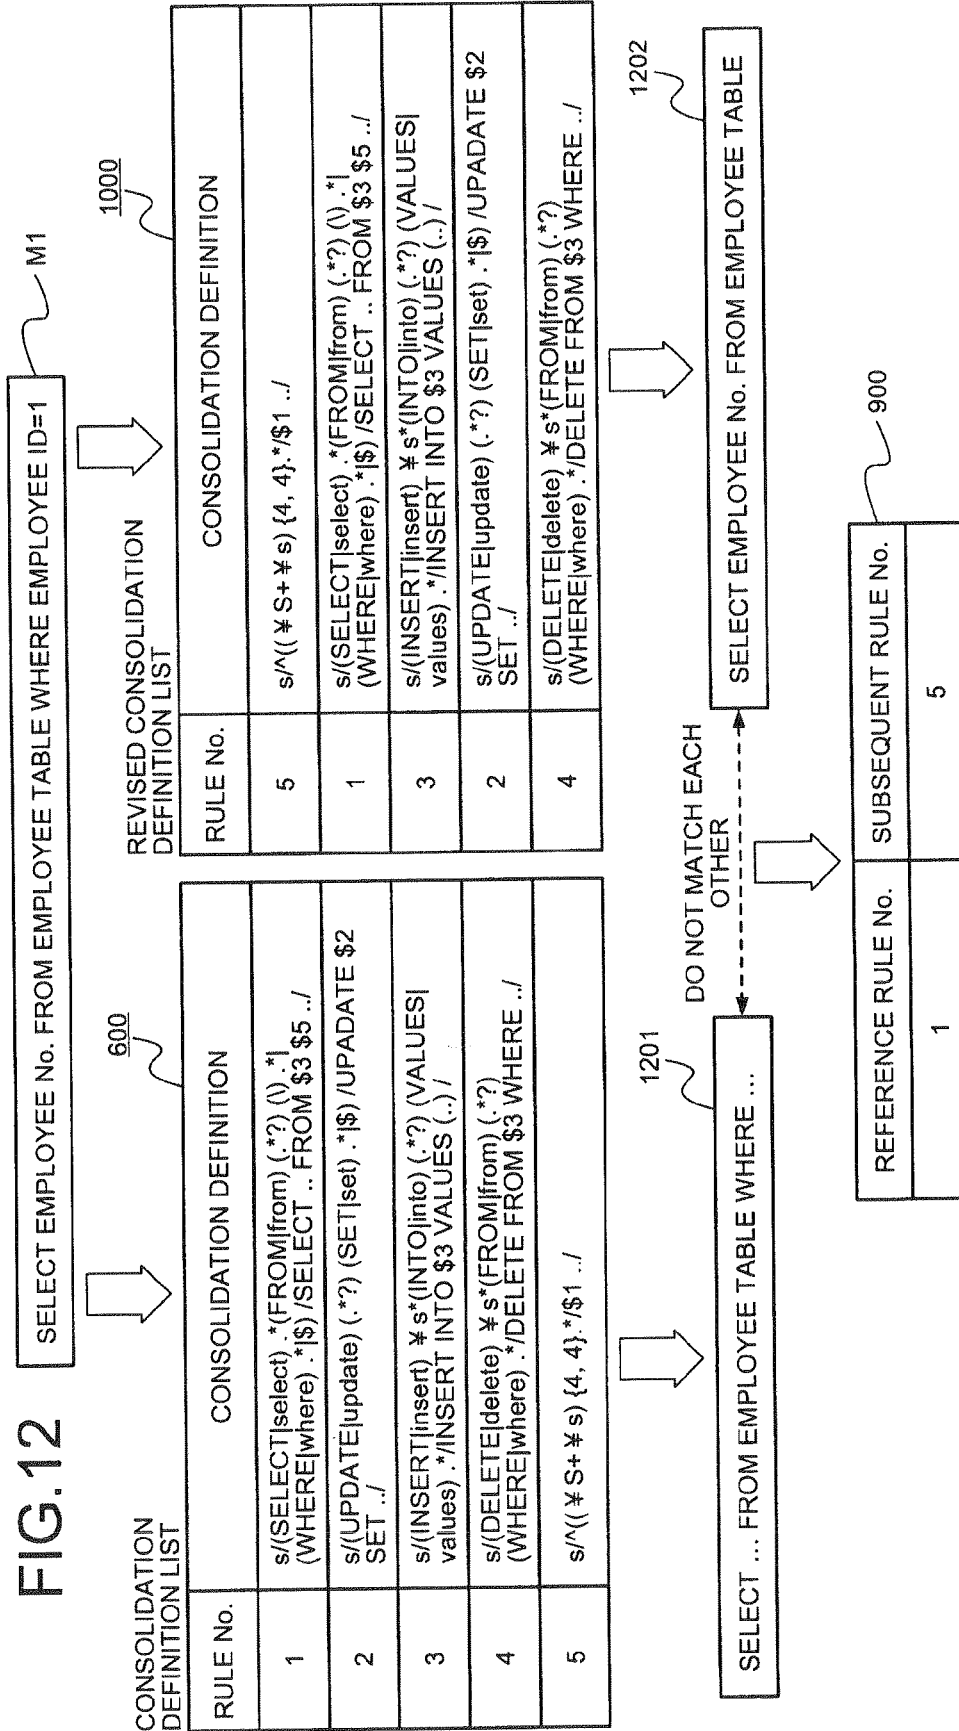 FIG.12
SELECT EMPLOYEE No. FROM EMPLOYEE TABLE WHERE EMPLOYEE ID=1
M1
CONSOLIDATION
DEFINITION LIST
600
RULE No.
CONSOLIDATION DEFINITION
1
s/(SELECT|select) .*(FROM|from) (.*?) (\) .*|
(WHERE|where) .*|$) /SELECT .. FROM $3 $5 ../
2
s/(UPDATE|update) (.*?) (SET|set) .*|$) /UPADATE $2
SET ../
3
s/(INSERT|insert) ¥ s*(INTO|into) (.*?) (VALUES|
values) .*/INSERT INTO $3 VALUES (..) /
4
s/(DELETE|delete) ¥ s*(FROM|from) (.*?)
(WHERE|where) .*/DELETE FROM $3 WHERE ../
5
s/^(( ¥ S+ ¥ s) {4, 4}.*/$1 ../
REVISED CONSOLIDATION
DEFINITION LIST
1000
RULE No.
CONSOLIDATION DEFINITION
5
s/^(( ¥ S+ ¥ s) {4, 4}.*/$1 ../
1
s/(SELECT|select) .*(FROM|from) (.*?) (\) .*|
(WHERE|where) .*|$) /SELECT .. FROM $3 $5 ../
3
s/(INSERT|insert) ¥ s*(INTO|into) (.*?) (VALUES|
values) .*/INSERT INTO $3 VALUES (..) /
2
s/(UPDATE|update) (.*?) (SET|set) .*|$) /UPADATE $2
SET ../
4
s/(DELETE|delete) ¥ s*(FROM|from) (.*?)
(WHERE|where) .*/DELETE FROM $3 WHERE ../
1201
SELECT ... FROM EMPLOYEE TABLE WHERE ...
DO NOT MATCH EACH
OTHER
1202
SELECT EMPLOYEE No. FROM EMPLOYEE TABLE
900
REFERENCE RULE No.
SUBSEQUENT RULE No.
1
5